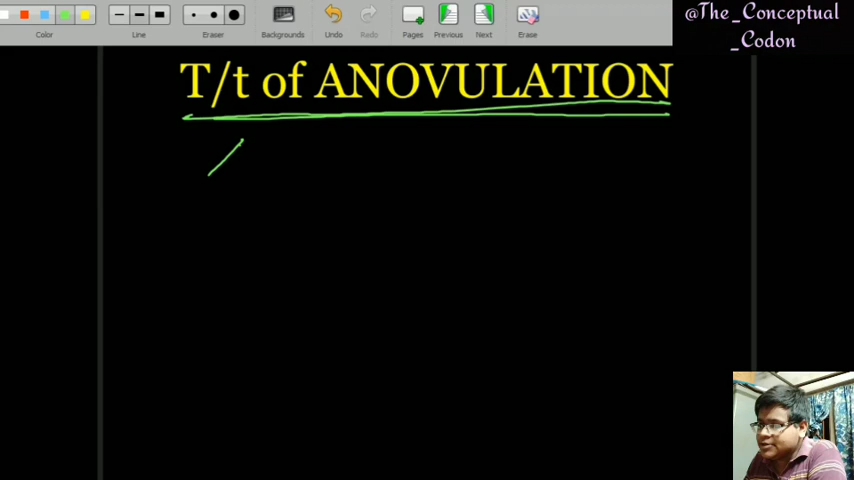 @The_Conceptual
_Codon
Color
Line
Eraser
Backgrounds
Undo
Redo
Pages
Previous
Next
Erase
T/t of ANOVULATION